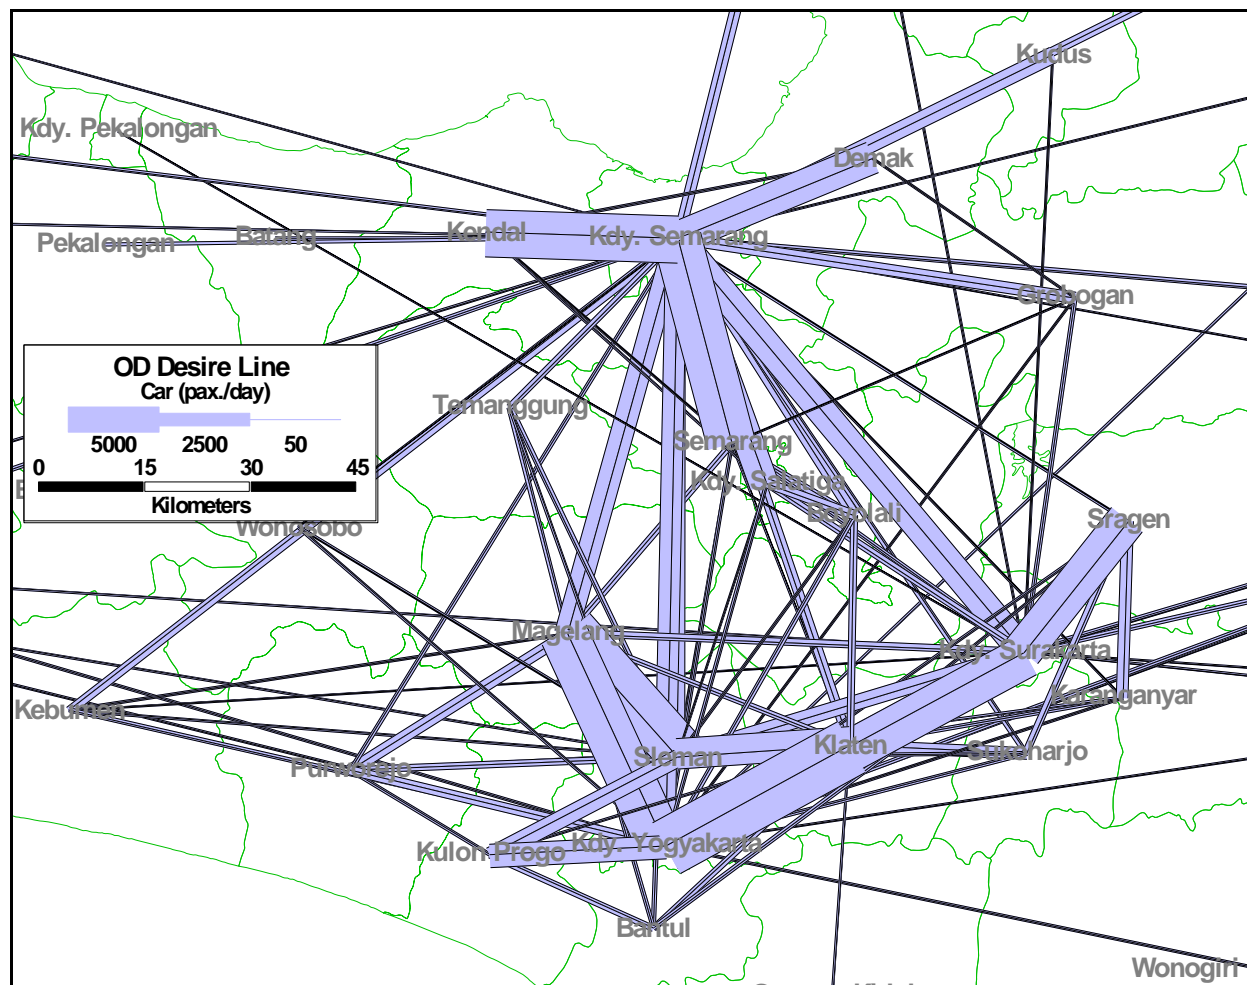 Kudus
Kdy. Pekalongan
Demak
Kendal
Kdy. Semarang
Pekalongan
Batang
Grobogan
OD Desire Line
Car (pax./day)
5000 2500 50
0 15 30 45
Kilometers
Temanggung
Semarang
Kdy. Salatiga
Boyolali
Sragen
Wonosobo
Magelang
Kdy. Surakarta
Karanganyar
Kebumen
Sleman
Klaten
Sukoharjo
Purworejo
Kulon Progo
Kdy. Yogyakarta
Bantul
Wonogiri